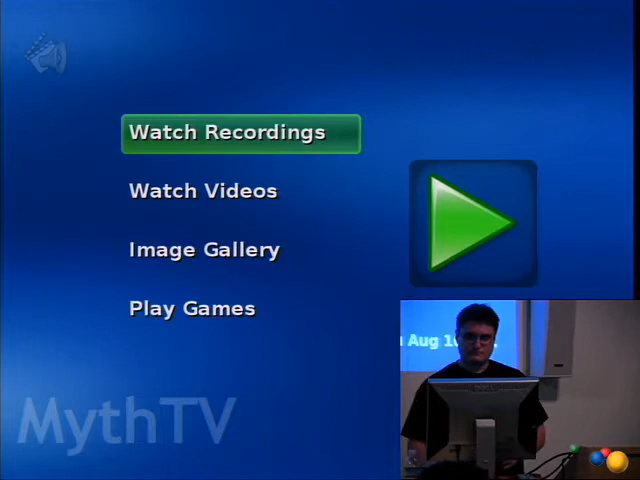 Watch Recordings
Watch Videos
Image Gallery
Play Games
MythTV
Aug